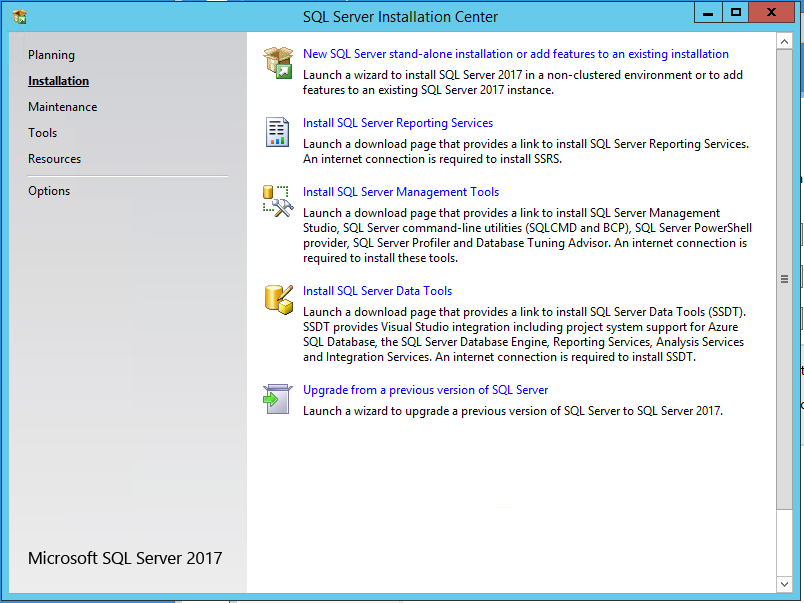 SQL Server Installation Center
Planning
Installation
Maintenance
Tools
Resources
Options
Microsoft SQL Server 2017
New SQL Server stand-alone installation or add features to an existing installation
Launch a wizard to install SQL Server 2017 in a non-clustered environment or to add
features to an existing SQL Server 2017 instance.
Install SQL Server Reporting Services
Launch a download page that provides a link to install SQL Server Reporting Services.
An internet connection is required to install SSRS.
Install SQL Server Management Tools
Launch a download page that provides a link to install SQL Server Management
Studio, SQL Server command-line utilities (SQLCMD and BCP), SQL Server PowerShell
provider, SQL Server Profiler and Database Tuning Advisor. An internet connection is
required to install these tools.
Install SQL Server Data Tools
Launch a download page that provides a link to install SQL Server Data Tools (SSDT).
SSDT provides Visual Studio integration including project system support for Azure
SQL Database, the SQL Server Database Engine, Reporting Services, Analysis Services
and Integration Services. An internet connection is required to install SSDT.
Upgrade from a previous version of SQL Server
Launch a wizard to upgrade a previous version of SQL Server to SQL Server 2017.